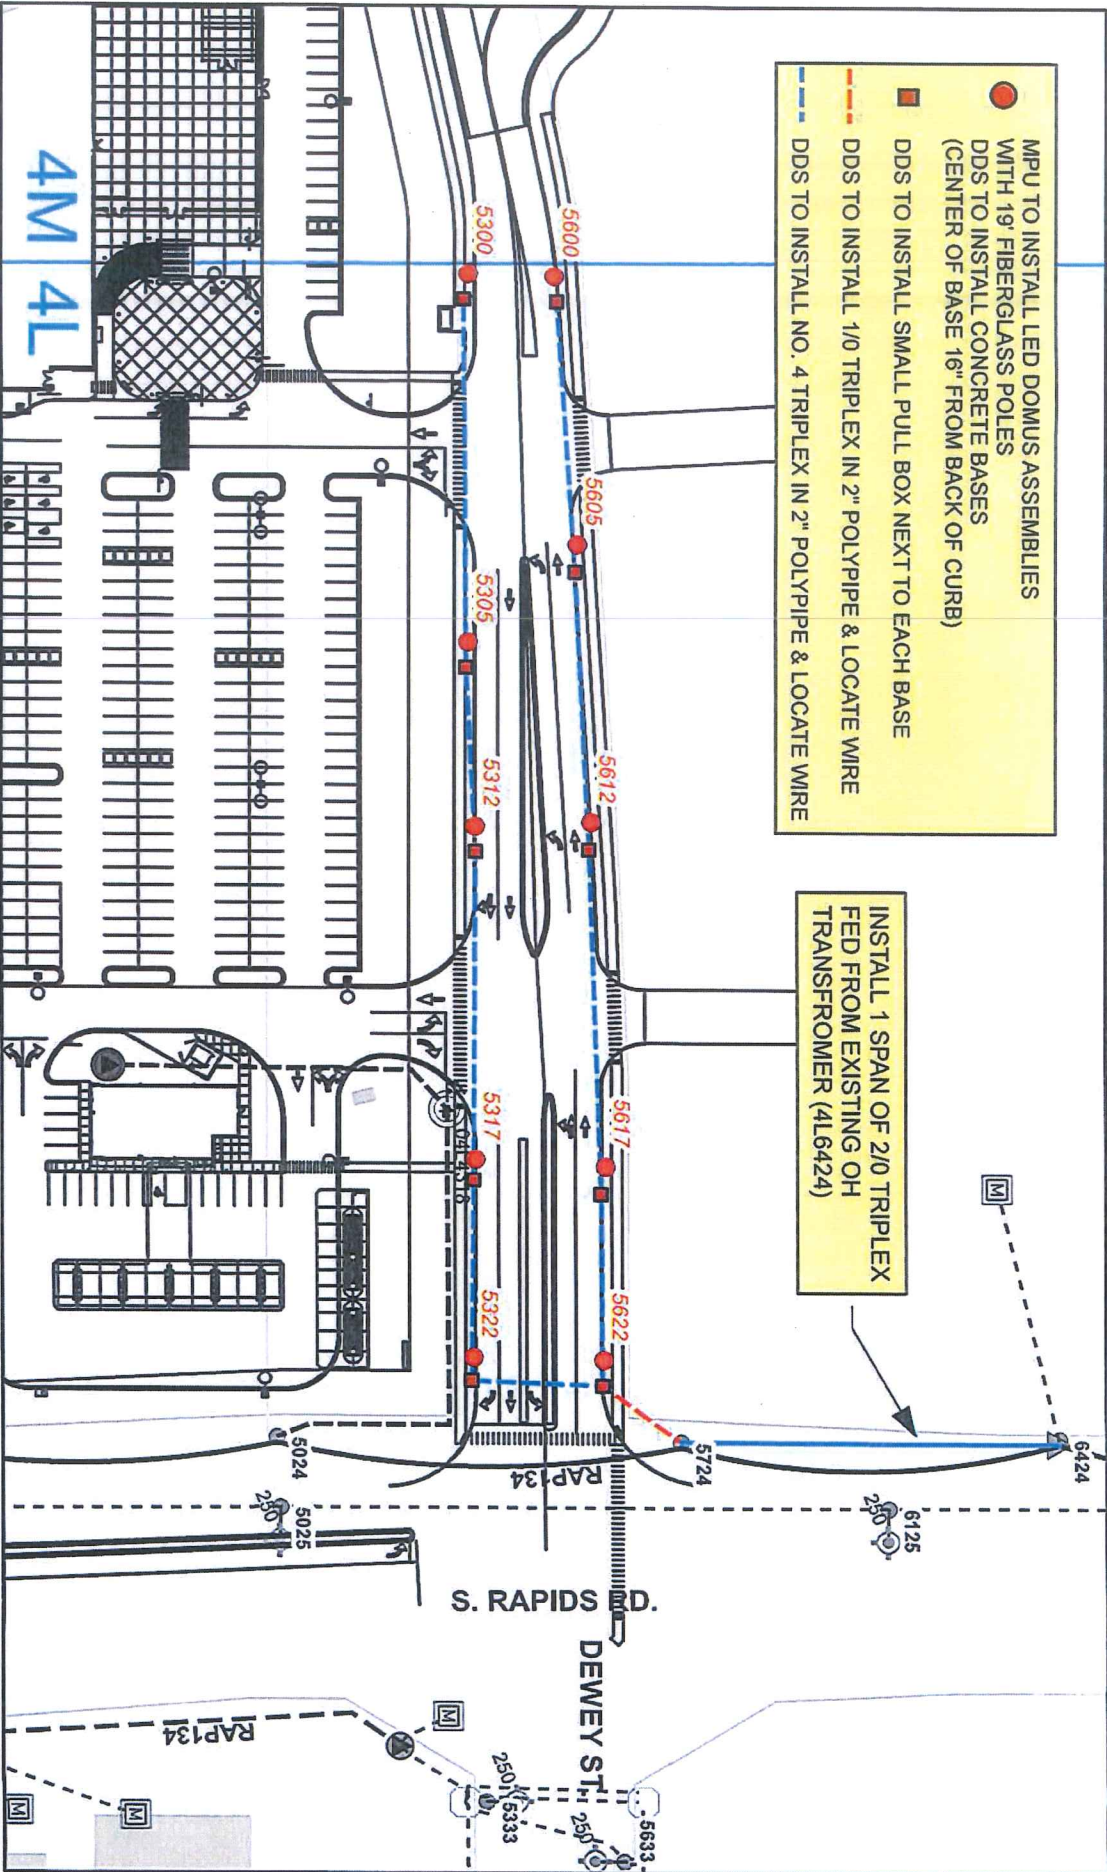 MPU TO INSTALL LED DOMUS ASSEMBLIES
WITH 19' FIBERGLASS POLES
DDS TO INSTALL CONCRETE BASES
(CENTER OF BASE 16" FROM BACK OF CURB)
DDS TO INSTALL SMALL PULL BOX NEXT TO EACH BASE
DDS TO INSTALL 1/0 TRIPLEX IN 2" POLYPIPE & LOCATE WIRE
DDS TO INSTALL NO. 4 TRIPLEX IN 2" POLYPIPE & LOCATE WIRE
INSTALL 1 SPAN OF 2/0 TRIPLEX
FED FROM EXISTING OH
TRANSFROMER (4L6424)
M
6424
6125
250
5724
5600
5605
5612
5617
5622
5300
5305
5312
5317
5322
RAP134
S. RAPIDS RD.
DEWEY ST.
5024
5025
250
5633
250
5333
250
M
RAP134
M
M
4M 4L